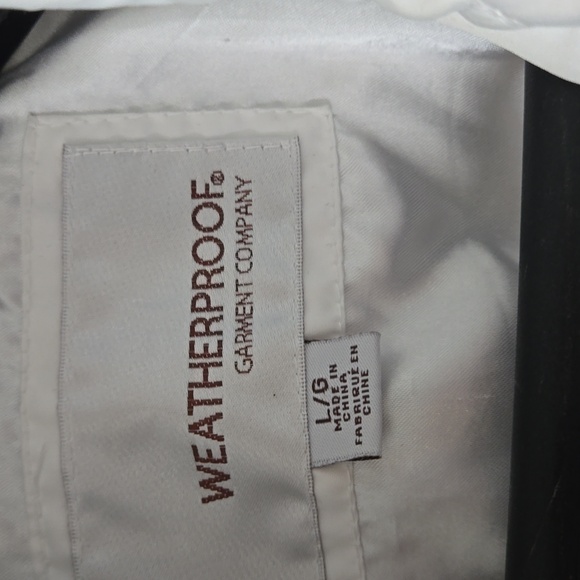 WEATHERPROOF®
GARMENT COMPANY
L/G
MADE IN
CHINA
FABRIQUÉ EN
CHINE